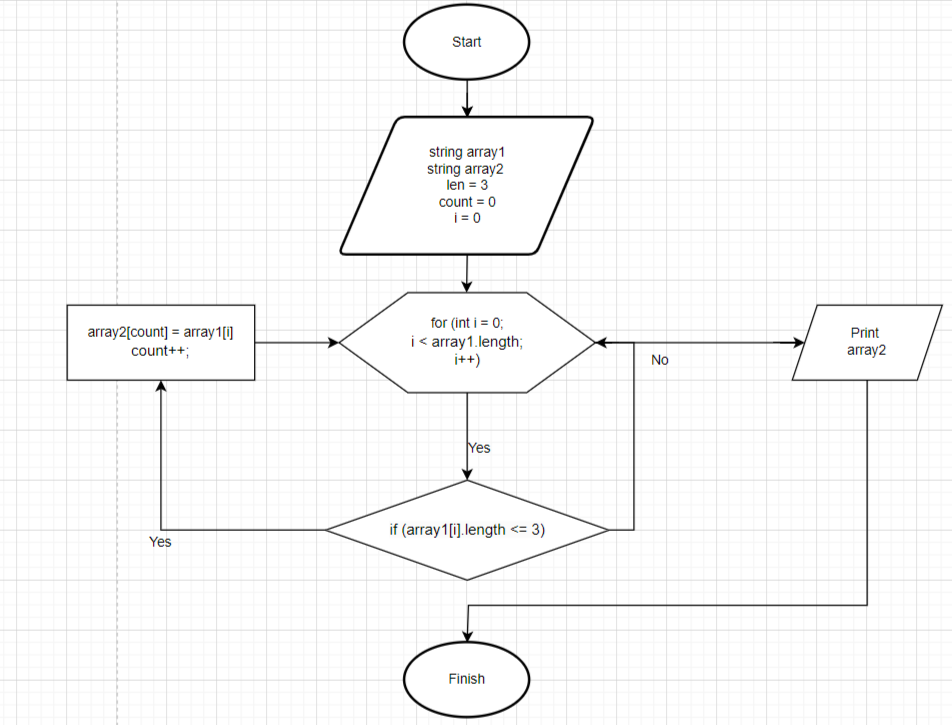 Start
string array1
string array2
len = 3
count = 0
i = 0
array2[count] = array1[i]
count++;
for (int i = 0;
i < array1.length;
i++)
No
Print
array2
Yes
if (array1[i].length <= 3)
Yes
Finish